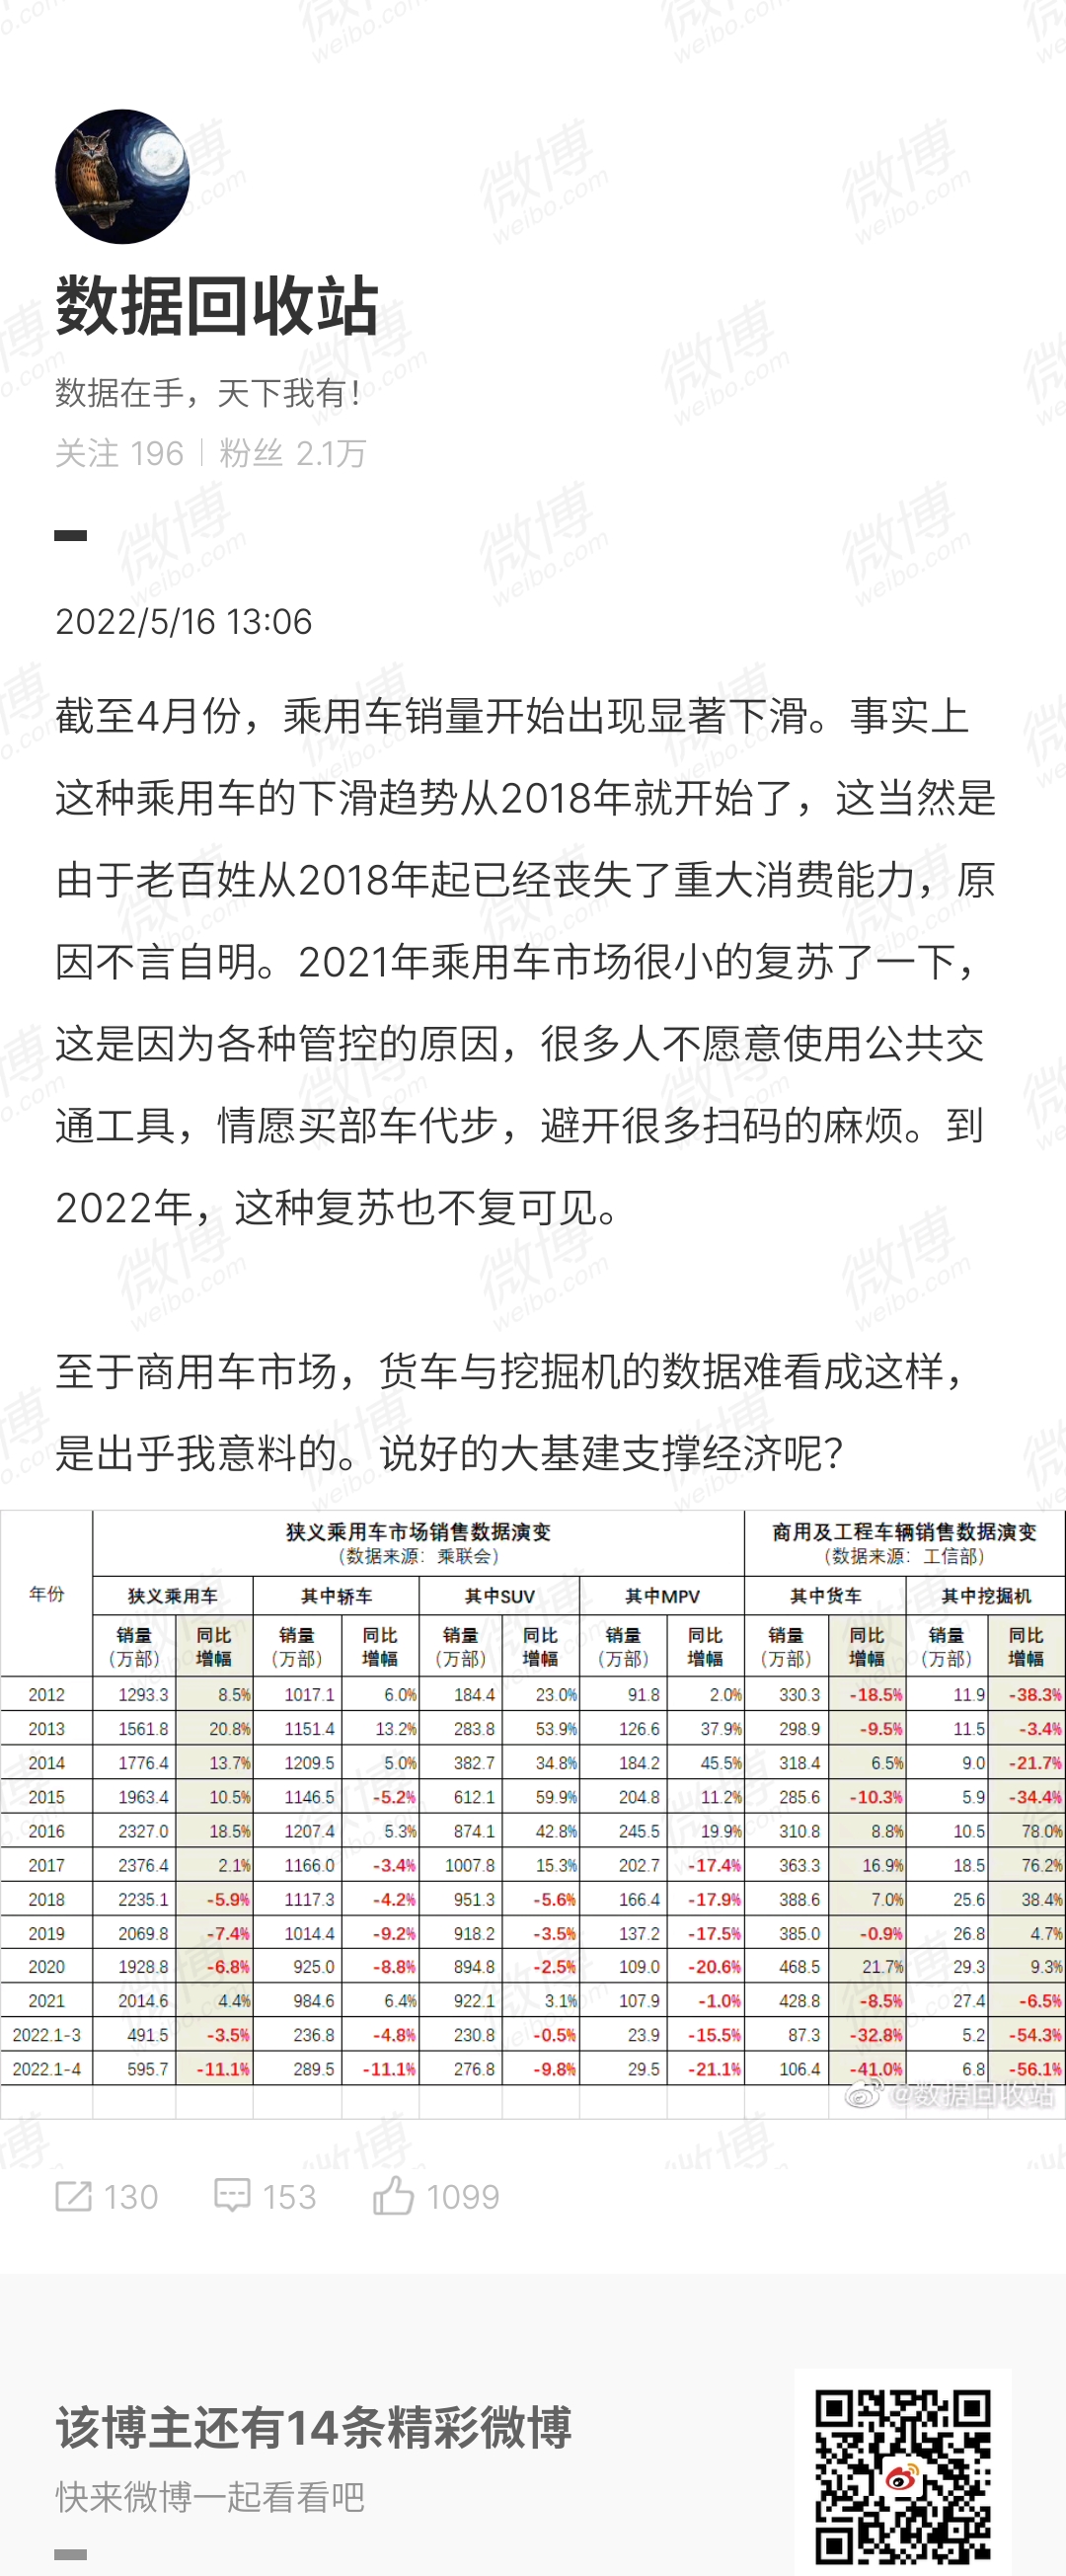 数据回收站
数据在手，天下我有！
关注 196 | 粉丝 2.1万
2022/5/16 13:06
截至4月份，乘用车销量开始出现显著下滑。事实上
这种乘用车的下滑趋势从2018年就开始了，这当然是
由于老百姓从2018年起已经丧失了重大消费能力，原
因不言自明。2021年乘用车市场很小的复苏了一下，
这是因为各种管控的原因，很多人不愿意使用公共交
通工具，情愿买部车代步，避开很多扫码的麻烦。到
2022年，这种复苏也不复可见。
至于商用车市场，货车与挖掘机的数据难看成这样，
是出乎我意料的。说好的大基建支撑经济呢？
年份 狭义乘用车市场销售数据演变 商用及工程车辆销售数据演变
（数据来源：乘联会） （数据来源：工信部）
狭义乘用车 其中轿车 其中SUV 其中MPV 其中货车 其中挖掘机
销量 同比 销量 同比 销量 同比 销量 同比 销量 同比 销量 同比
（万部） 增幅 （万部） 增幅 （万部） 增幅 （万部） 增幅 （万部） 增幅 （万部） 增幅
2012 1293.3 8.5% 1017.1 6.0% 184.4 23.0% 91.8 2.0% 330.3 -18.5% 11.9 -38.3%
2013 1561.8 20.8% 1151.4 13.2% 283.8 53.9% 126.6 37.9% 298.9 -9.5% 11.5 -3.4%
2014 1776.4 13.7% 1209.5 5.0% 382.7 34.8% 184.2 45.5% 318.4 6.5% 9.0 -21.7%
2015 1963.4 10.5% 1146.5 -5.2% 612.1 59.9% 204.8 11.2% 285.6 -10.3% 5.9 -34.4%
2016 2327.0 18.5% 1207.4 5.3% 874.1 42.8% 245.5 19.9% 310.8 8.8% 10.5 78.0%
2017 2376.4 2.1% 1166.0 -3.4% 1007.8 15.3% 202.7 -17.4% 363.3 16.9% 18.5 76.2%
2018 2235.1 -5.9% 1117.3 -4.2% 951.3 -5.6% 166.4 -17.9% 388.6 7.0% 25.6 38.4%
2019 2069.8 -7.4% 1014.4 -9.2% 918.2 -3.5% 137.2 -17.5% 385.0 -0.9% 26.8 4.7%
2020 1928.8 -6.8% 925.0 -8.8% 894.8 -2.5% 109.0 -20.6% 468.5 21.7% 29.3 9.3%
2021 2014.6 4.4% 984.6 6.4% 922.1 3.1% 107.9 -1.0% 428.8 -8.5% 27.4 -6.5%
2022.1-3 491.5 -3.5% 236.8 -4.8% 230.8 -0.5% 23.9 -15.5% 87.3 -32.8% 5.2 -54.3%
2022.1-4 595.7 -11.1% 289.5 -11.1% 276.8 -9.8% 29.5 -21.1% 106.4 -41.0% 6.8 -56.1%
@数据回收站
130 153 1099
该博主还有14条精彩微博
快来微博一起看看吧